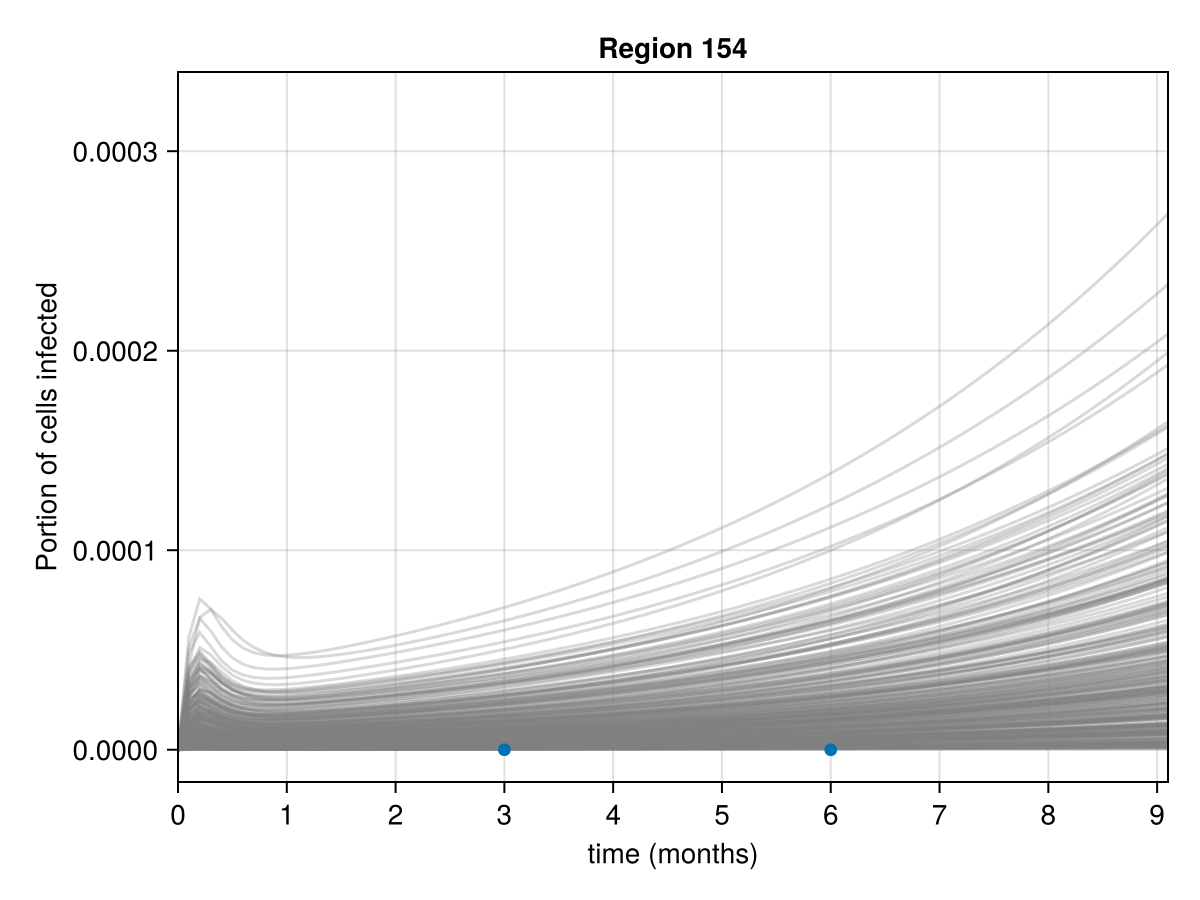 Region 154
Portion of cells infected
0.0003
0.0002
0.0001
0.0000
0 1 2 3 4 5 6 7 8 9
time (months)